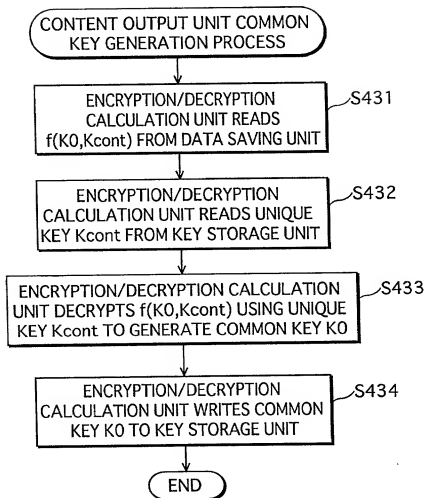 CONTENT OUTPUT UNIT COMMON
KEY GENERATION PROCESS
ENCRYPTION/DECRYPTION
CALCULATION UNIT READS
f(K0,Kcont) FROM DATA SAVING UNIT
S431
ENCRYPTION/DECRYPTION
CALCULATION UNIT READS UNIQUE
KEY Kcont FROM KEY STORAGE UNIT
S432
ENCRYPTION/DECRYPTION CALCULATION
UNIT DECRYPTS f(K0,Kcont) USING UNIQUE
KEY Kcont TO GENERATE COMMON KEY K0
S433
ENCRYPTION/DECRYPTION
CALCULATION UNIT WRITES COMMON
KEY K0 TO KEY STORAGE UNIT
S434
END